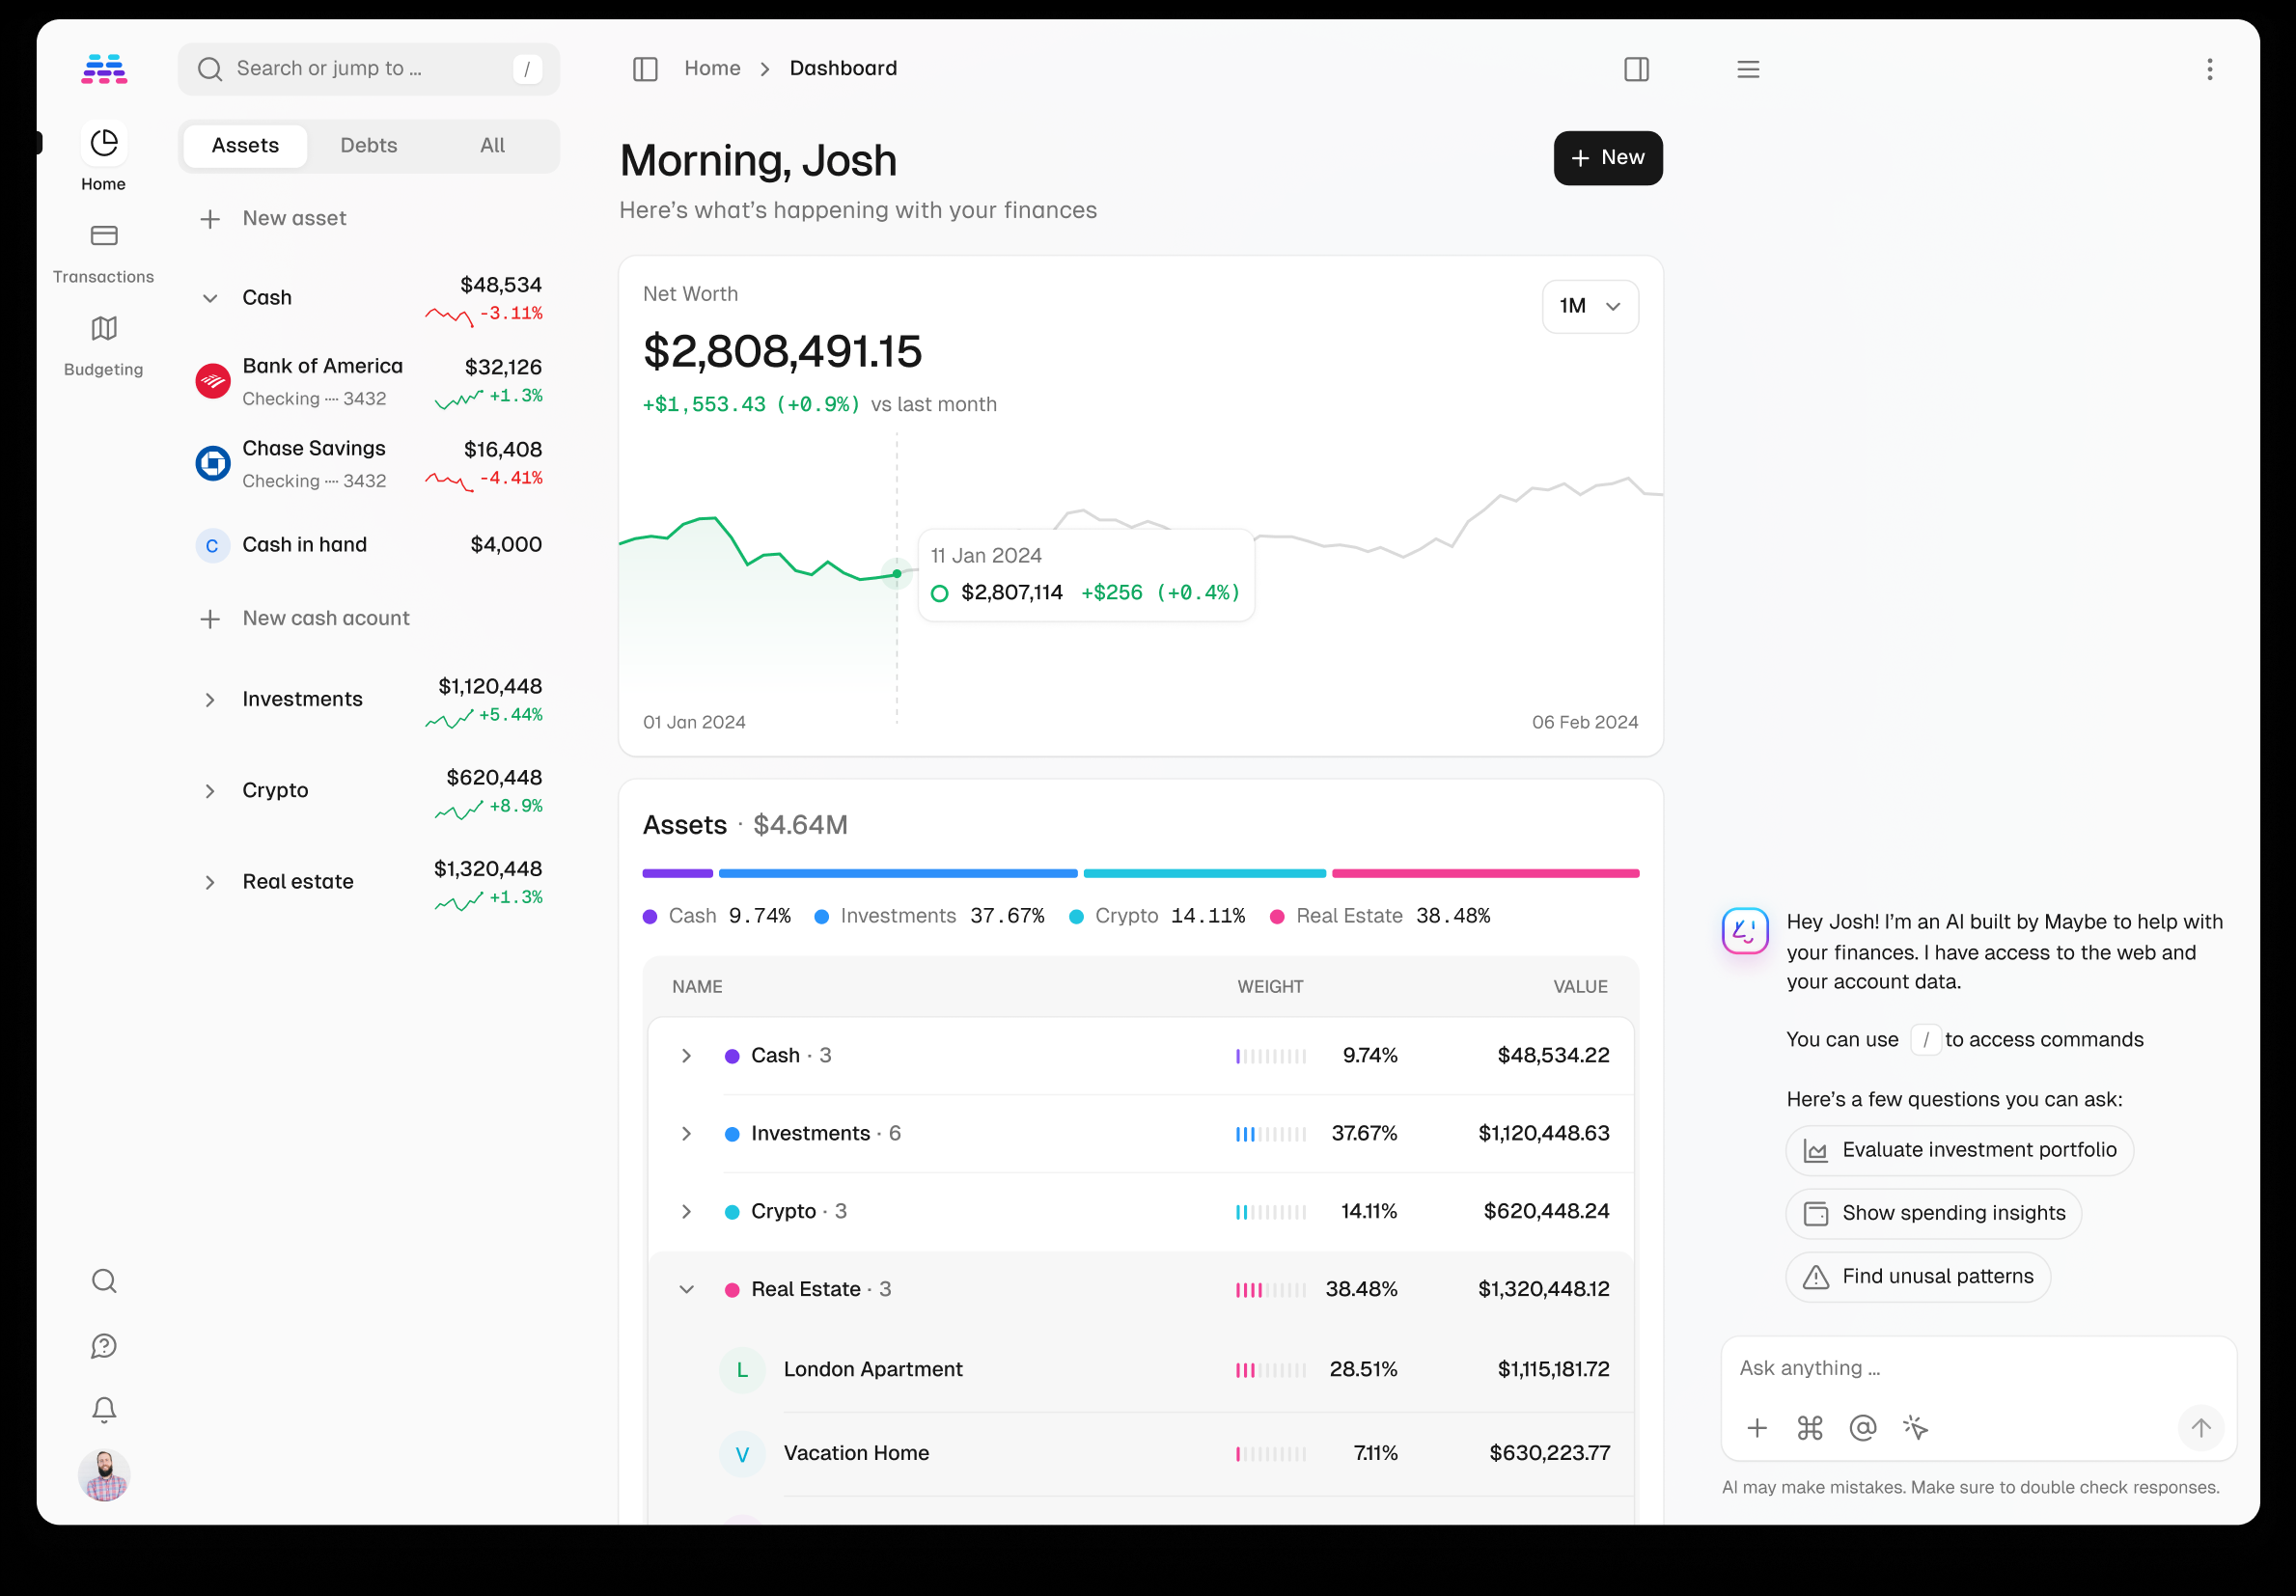 Search or jump to ...
/
Home
Transactions
Budgeting
Assets
Debts
All
New asset
Cash
$48,534
-3.11%
Bank of America
$32,126
Checking ···· 3432
+1.3%
Chase Savings
$16,408
Checking ···· 3432
-4.41%
C
Cash in hand
$4,000
New cash acount
Investments
$1,120,448
+5.44%
Crypto
$620,448
+8.9%
Real estate
$1,320,448
+1.3%
Home
Dashboard
Morning, Josh
New
Here's what's happening with your finances
Net Worth
1M
$2,808,491.15
+$1,553.43 (+0.9%) vs last month
11 Jan 2024
$2,807,114 +$256 (+0.4%)
01 Jan 2024
06 Feb 2024
Assets · $4.64M
Cash 9.74% Investments 37.67% Crypto 14.11% Real Estate 38.48%
NAME WEIGHT VALUE
Cash · 3 9.74% $48,534.22
Investments · 6 37.67% $1,120,448.63
Crypto · 3 14.11% $620,448.24
Real Estate · 3 38.48% $1,320,448.12
L London Apartment 28.51% $1,115,181.72
V Vacation Home 7.11% $630,223.77
Hey Josh! I'm an AI built by Maybe to help with
your finances. I have access to the web and
your account data.
You can use / to access commands
Here's a few questions you can ask:
Evaluate investment portfolio
Show spending insights
Find unusal patterns
Ask anything ...
AI may make mistakes. Make sure to double check responses.